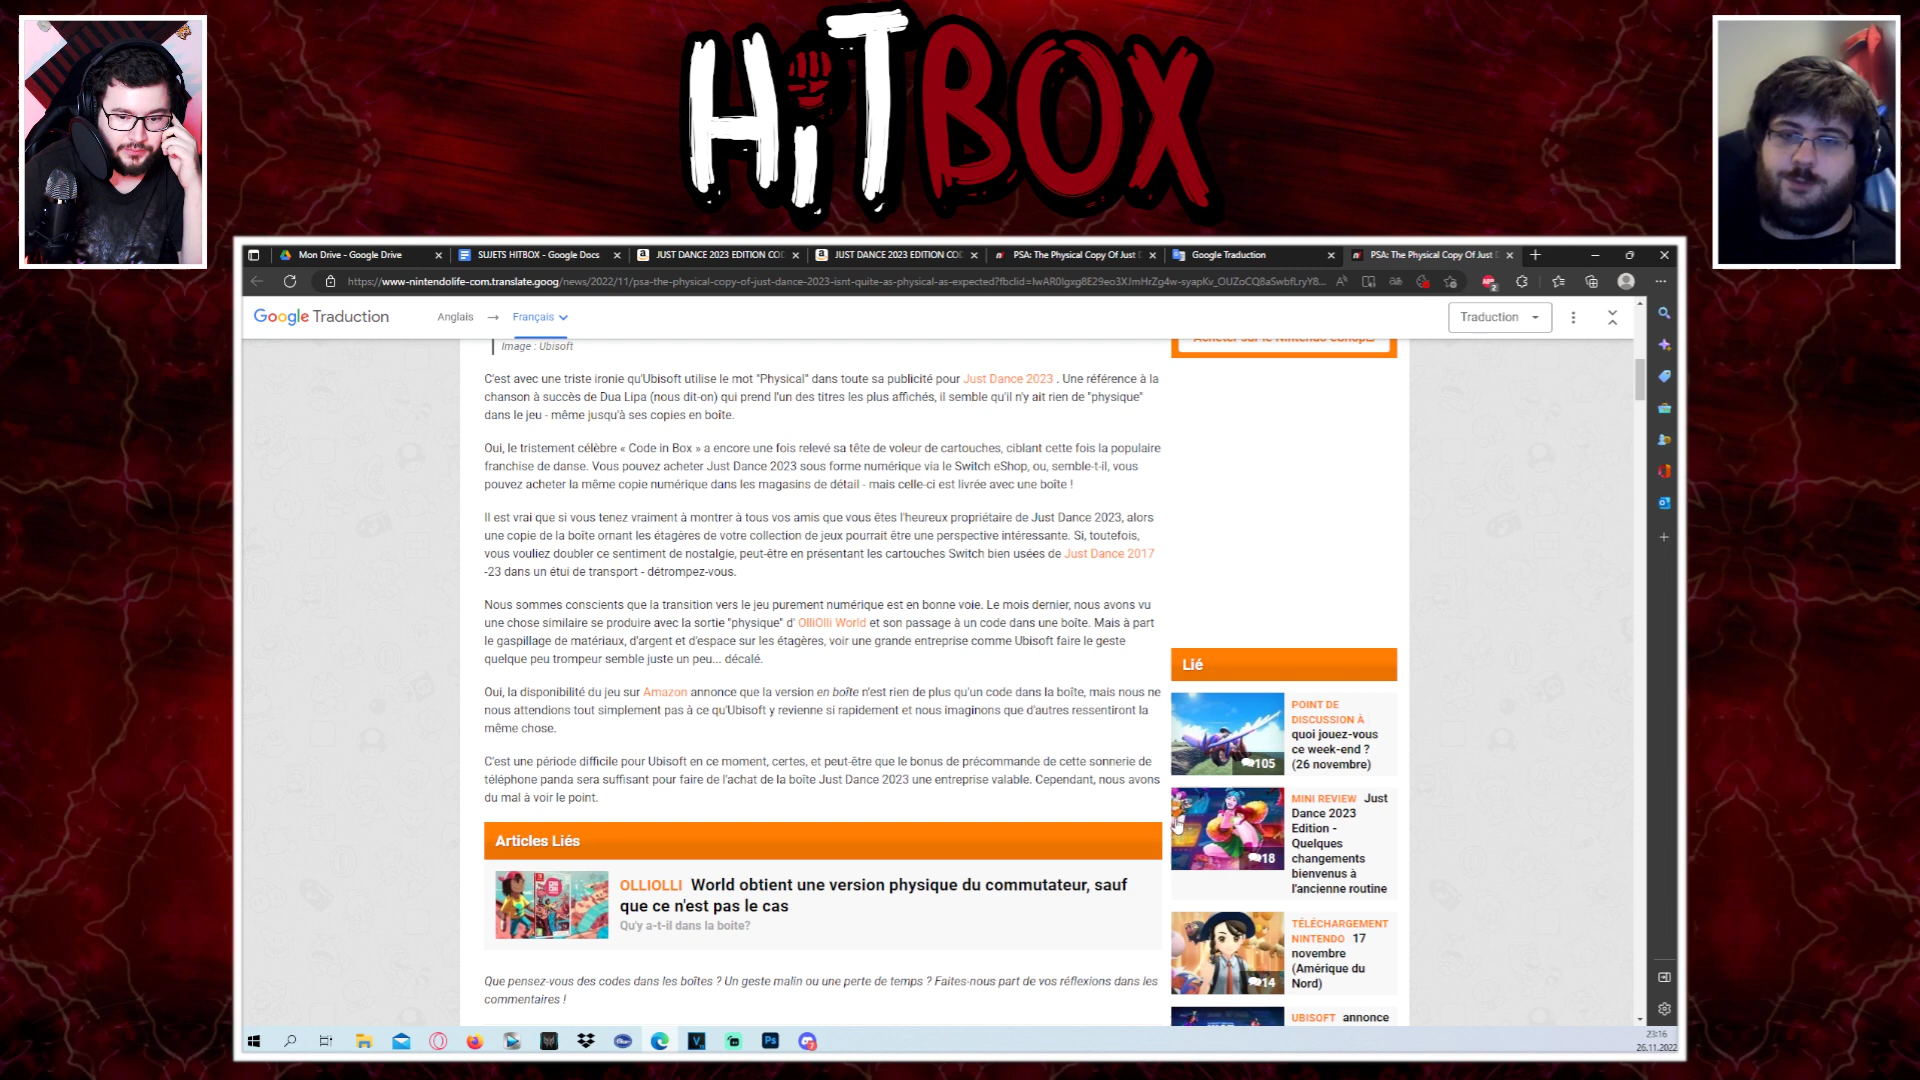 HiTBOX
Mon Drive - Google Drive
SUJETS HITBOX - Google Docs
JUST DANCE 2023 EDITION COD
JUST DANCE 2023 EDITION COD
PSA: The Physical Copy Of Just D
Google Traduction
PSA: The Physical Copy Of Just D
Google Traduction
Anglais → Français
Traduction
Image : Ubisoft
C'est avec une triste ironie qu'Ubisoft utilise le mot "Physical" dans toute sa publicité pour Just Dance 2023 . Une référence à la
chanson à succès de Dua Lipa (nous dit-on) qui prend l'un des titres les plus affichés, il semble qu'il n'y ait rien de "physique"
dans le jeu - même jusqu'à ses copies en boîte.
Oui, le tristement célèbre « Code in Box » a encore une fois relevé sa tête de voleur de cartouches, ciblant cette fois la populaire
franchise de danse. Vous pouvez acheter Just Dance 2023 sous forme numérique via le Switch eShop, ou, semble-t-il, vous
pouvez acheter la même copie numérique dans les magasins de détail - mais celle-ci est livrée avec une boîte !
Il est vrai que si vous tenez vraiment à montrer à tous vos amis que vous êtes l'heureux propriétaire de Just Dance 2023, alors
une copie de la boîte ornant les étagères de votre collection de jeux pourrait être une perspective intéressante. Si, toutefois,
vous vouliez doubler ce sentiment de nostalgie, peut-être en présentant les cartouches Switch bien usées de Just Dance 2017
-23 dans un étui de transport - détrompez-vous.
Nous sommes conscients que la transition vers le jeu purement numérique est en bonne voie. Le mois dernier, nous avons vu
une chose similaire se produire avec la sortie "physique" d' OlliOlli World et son passage à un code dans une boîte. Mais à part
le gaspillage de matériaux, d'argent et d'espace sur les étagères, voir une grande entreprise comme Ubisoft faire le geste
quelque peu trompeur semble juste un peu... décalé.
Oui, la disponibilité du jeu sur Amazon annonce que la version en boîte n'est rien de plus qu'un code dans la boîte, mais nous ne
nous attendions tout simplement pas à ce qu'Ubisoft y revienne si rapidement et nous imaginons que d'autres ressentiront la
même chose.
C'est une période difficile pour Ubisoft en ce moment, certes, et peut-être que le bonus de précommande de cette sonnerie de
téléphone panda sera suffisant pour faire de l'achat de la boîte Just Dance 2023 une entreprise valable. Cependant, nous avons
du mal à voir le point.
Articles Liés
OLLIOLLI World obtient une version physique du commutateur, sauf
que ce n'est pas le cas
Qu'y a-t-il dans la boite?
Que pensez-vous des codes dans les boîtes ? Un geste malin ou une perte de temps ? Faites-nous part de vos réflexions dans les
commentaires !
Lié
105
POINT DE
DISCUSSION À
quoi jouez-vous
ce week-end ?
(26 novembre)
18
MINI REVIEW Just
Dance 2023
Edition -
Quelques
changements
bienvenus à
l'ancienne routine
14
TÉLÉCHARGEMENT
NINTENDO 17
novembre
(Amérique du
Nord)
UBISOFT annonce
23:16
26.11.2022